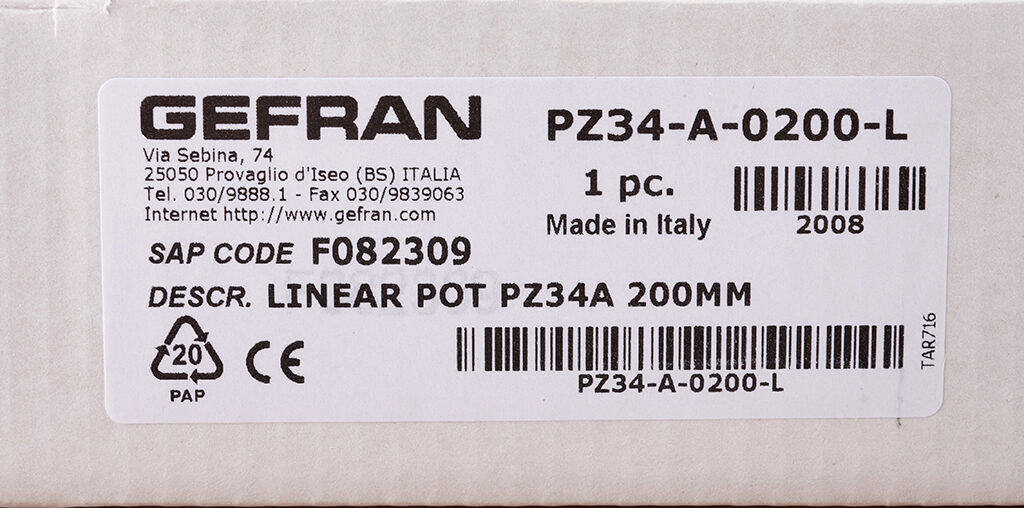 GEFRAN
Via Sebina, 74
25050 Provaglio d'Iseo (BS) ITALIA
Tel. 030/9888.1 - Fax 030/9839063
Internet http://www.gefran.com
PZ34-A-0200-L
1 pc.
Made in Italy
2008
SAP CODE F082309
DESCR. LINEAR POT PZ34A 200MM
20
PAP
CE
PZ34-A-0200-L
TAR716